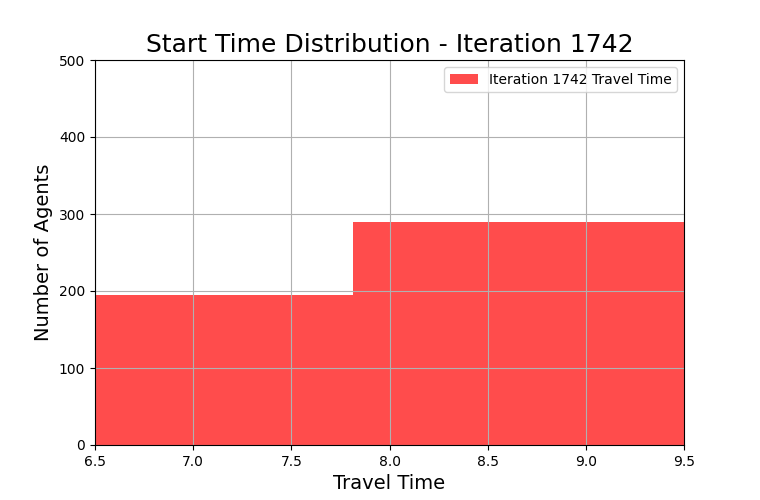 Start Time Distribution - Iteration 1742
Iteration 1742 Travel Time
Number of Agents
500
400
300
200
100
0
6.5 7.0 7.5 8.0 8.5 9.0 9.5
Travel Time